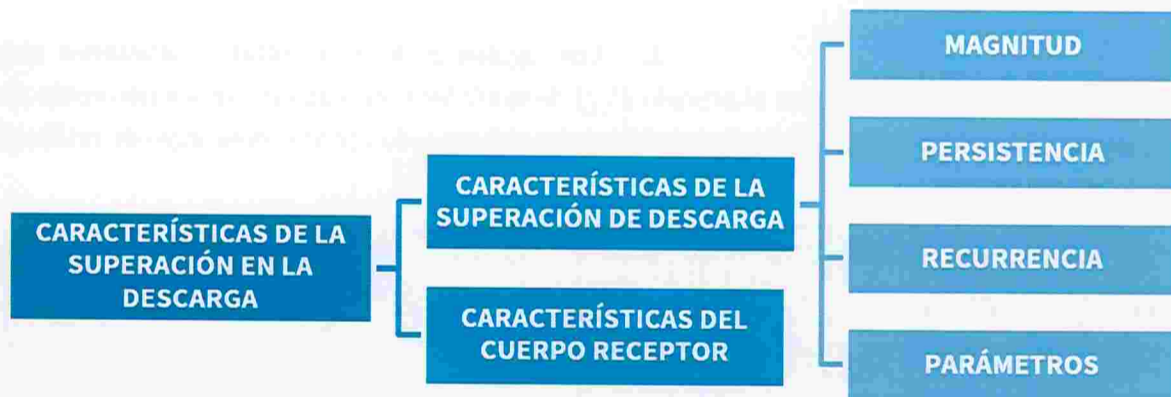 CARACTERÍSTICAS DE LA
SUPERACIÓN EN LA
DESCARGA
CARACTERÍSTICAS DE LA
SUPERACIÓN DE DESCARGA
CARACTERÍSTICAS DEL
CUERPO RECEPTOR
MAGNITUD
PERSISTENCIA
RECURRENCIA
PARÁMETROS